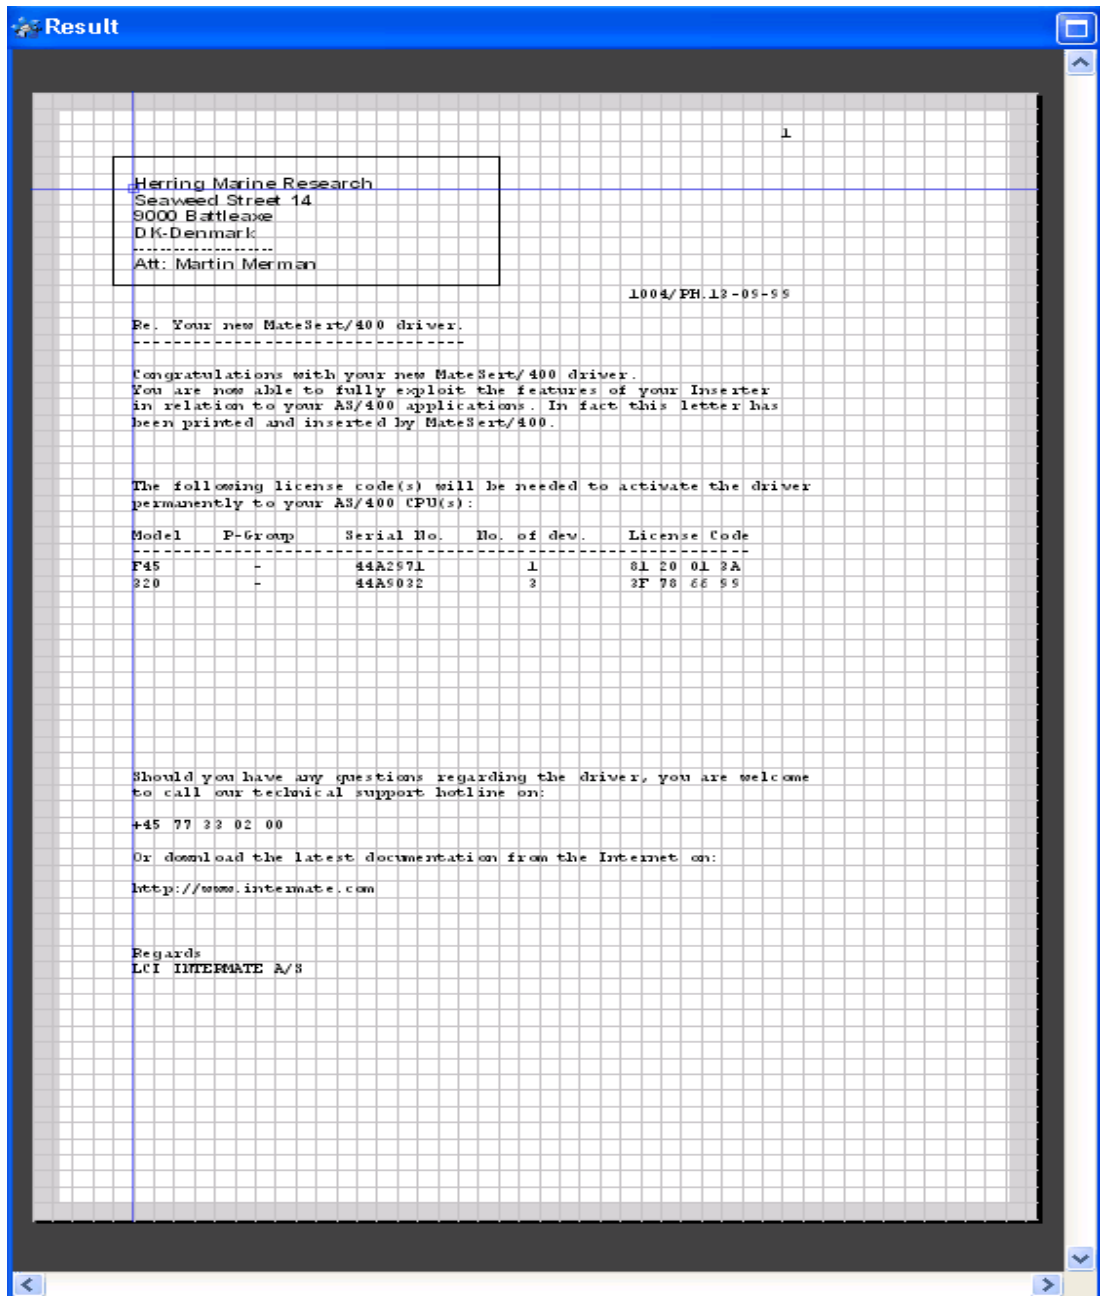 Result
1
Herring Marine Research
Seaweed Street 14
9000 Battleaxe
DK-Denmark
--------------------
Att: Martin Merman
1004/PH.13-09-99
Re. Your new MateSert/400 driver.
---------------------------------
Congratulations with your new MateSert/400 driver.
You are now able to fully exploit the features of your Inserter
in relation to your AS/400 applications. In fact this letter has
been printed and inserted by MateSert/400.
The following license code(s) will be needed to activate the driver
permanently to your AS/400 CPU(s):
Model P-Group Serial No. No. of dev. License Code
-------------------------------------------------------------
F45 - 44A2971 1 81 20 01 3A
320 - 44A9032 3 3F 78 66 99
Should you have any questions regarding the driver, you are welcome
to call our technical support hotline on:
+45 77 33 02 00
Or download the latest documentation from the Internet on:
http://www.intermate.com
Regards
LCI INTERMATE A/S